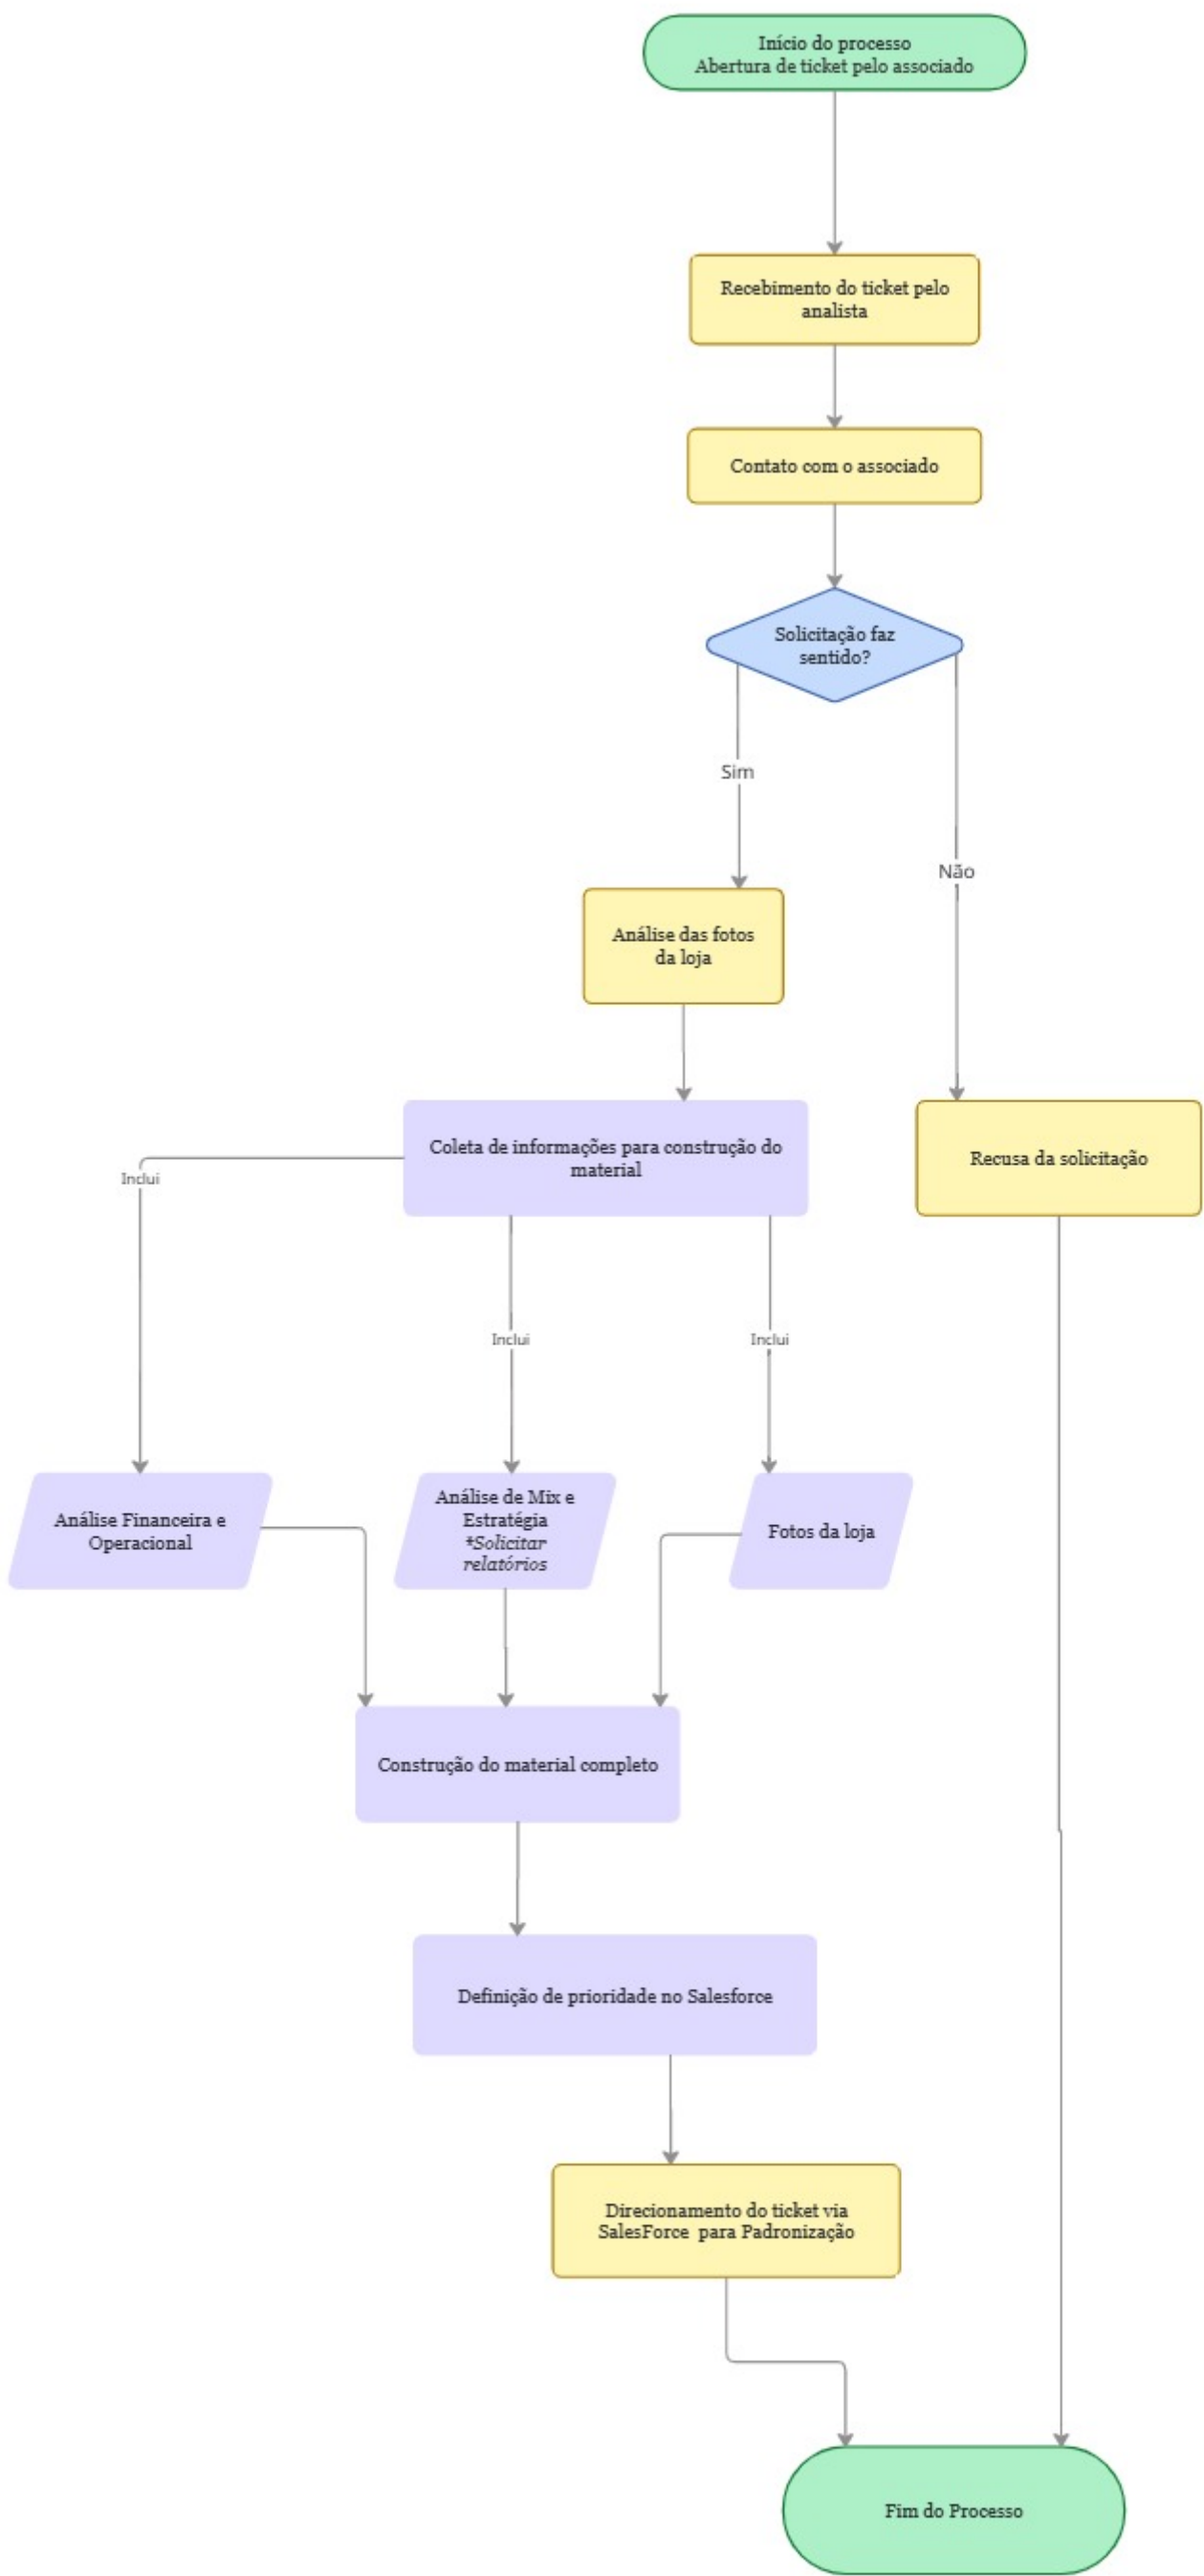 Início do processo
Abertura de ticket pelo associado
Recebimento do ticket pelo
analista
Contato com o associado
Solicitação faz
sentido?
Sim
Não
Análise das fotos
da loja
Coleta de informações para construção do
material
Recusa da solicitação
Inclui
Inclui
Inclui
Análise Financeira e
Operacional
Análise de Mix e
Estratégia
*Solicitar
relatórios
Fotos da loja
Construção do material completo
Definição de prioridade no Salesforce
Direcionamento do ticket via
SalesForce para Padronização
Fim do Processo